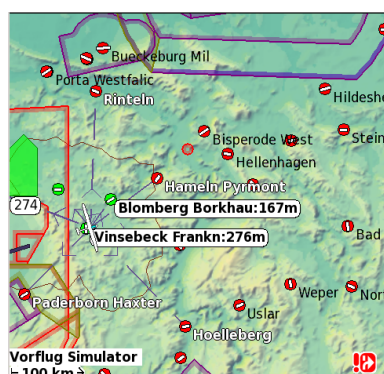 Bueckeburg Mil
Porta Westfalic
Rinteln
Hildeshe
Bisperode West
Stein
Hellenhagen
Hameln Pyrmont
274
Blomberg Borkhau:167m
Vinsebeck Frankn:276m
Bad
Paderborn Haxter
Weper
Nort
Uslar
Hoelleberg
Vorflug Simulator
100 km